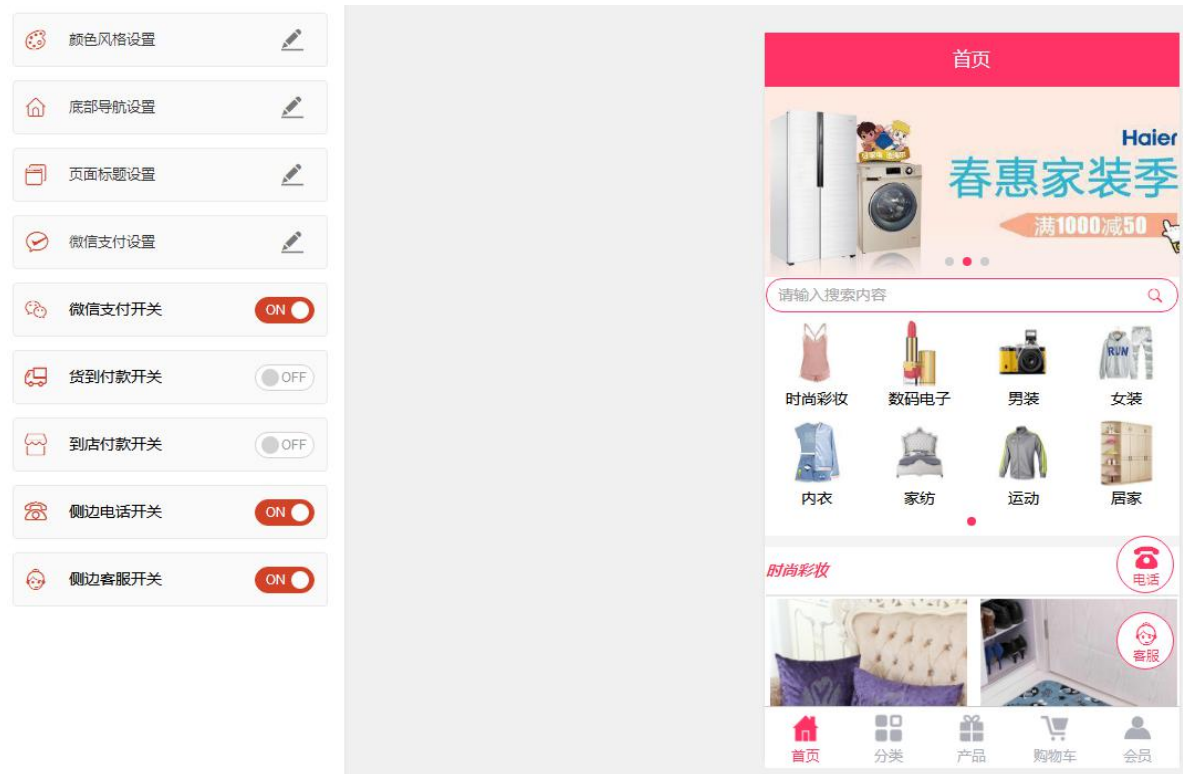 颜色风格设置
底部导航设置
页面标题设置
微信支付设置
微信支付开关 ON
货到付款开关 OFF
到店付款开关 OFF
侧边电话开关 ON
侧边客服开关 ON
首页
Haier
春惠家装季
满1000减50
请输入搜索内容
RUN
时尚彩妆 数码电子 男装 女装
内衣 家纺 运动 居家
时尚彩妆
电话
客服
首页 分类 产品 购物车 会员